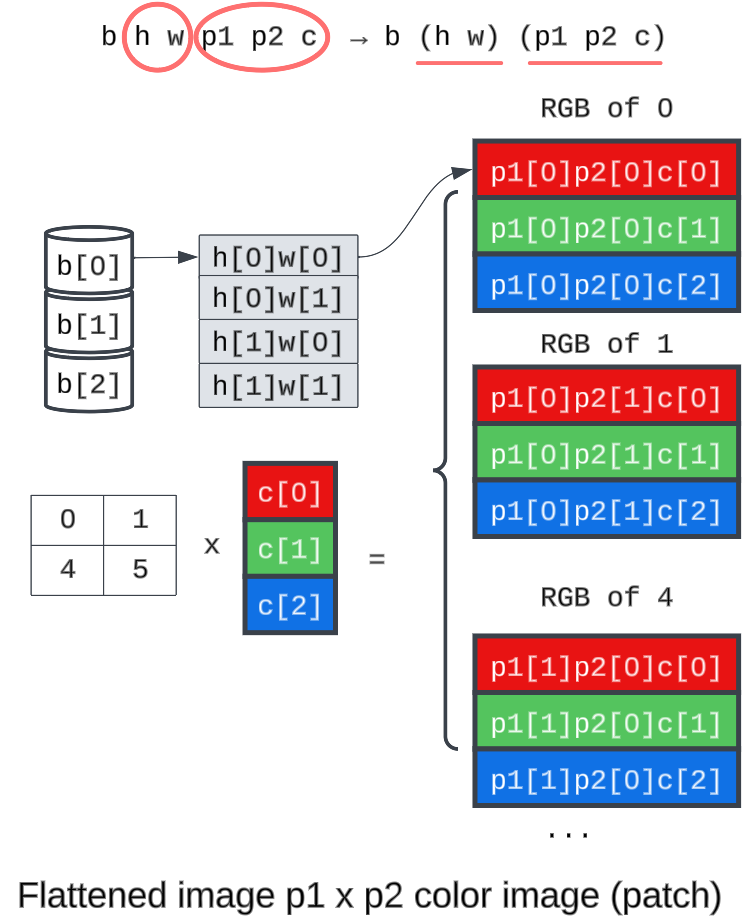 b h w p1 p2 c → b (h w) (p1 p2 c)
RGB of 0
p1[0]p2[0]c[0]
p1[0]p2[0]c[1]
p1[0]p2[0]c[2]
b[0]
b[1]
b[2]
h[0]w[0]
h[0]w[1]
h[1]w[0]
h[1]w[1]
RGB of 1
p1[0]p2[1]c[0]
p1[0]p2[1]c[1]
p1[0]p2[1]c[2]
0 1
4 5
x
c[0]
c[1]
c[2]
=
RGB of 4
p1[1]p2[0]c[0]
p1[1]p2[0]c[1]
p1[1]p2[0]c[2]
...
Flattened image p1 x p2 color image (patch)